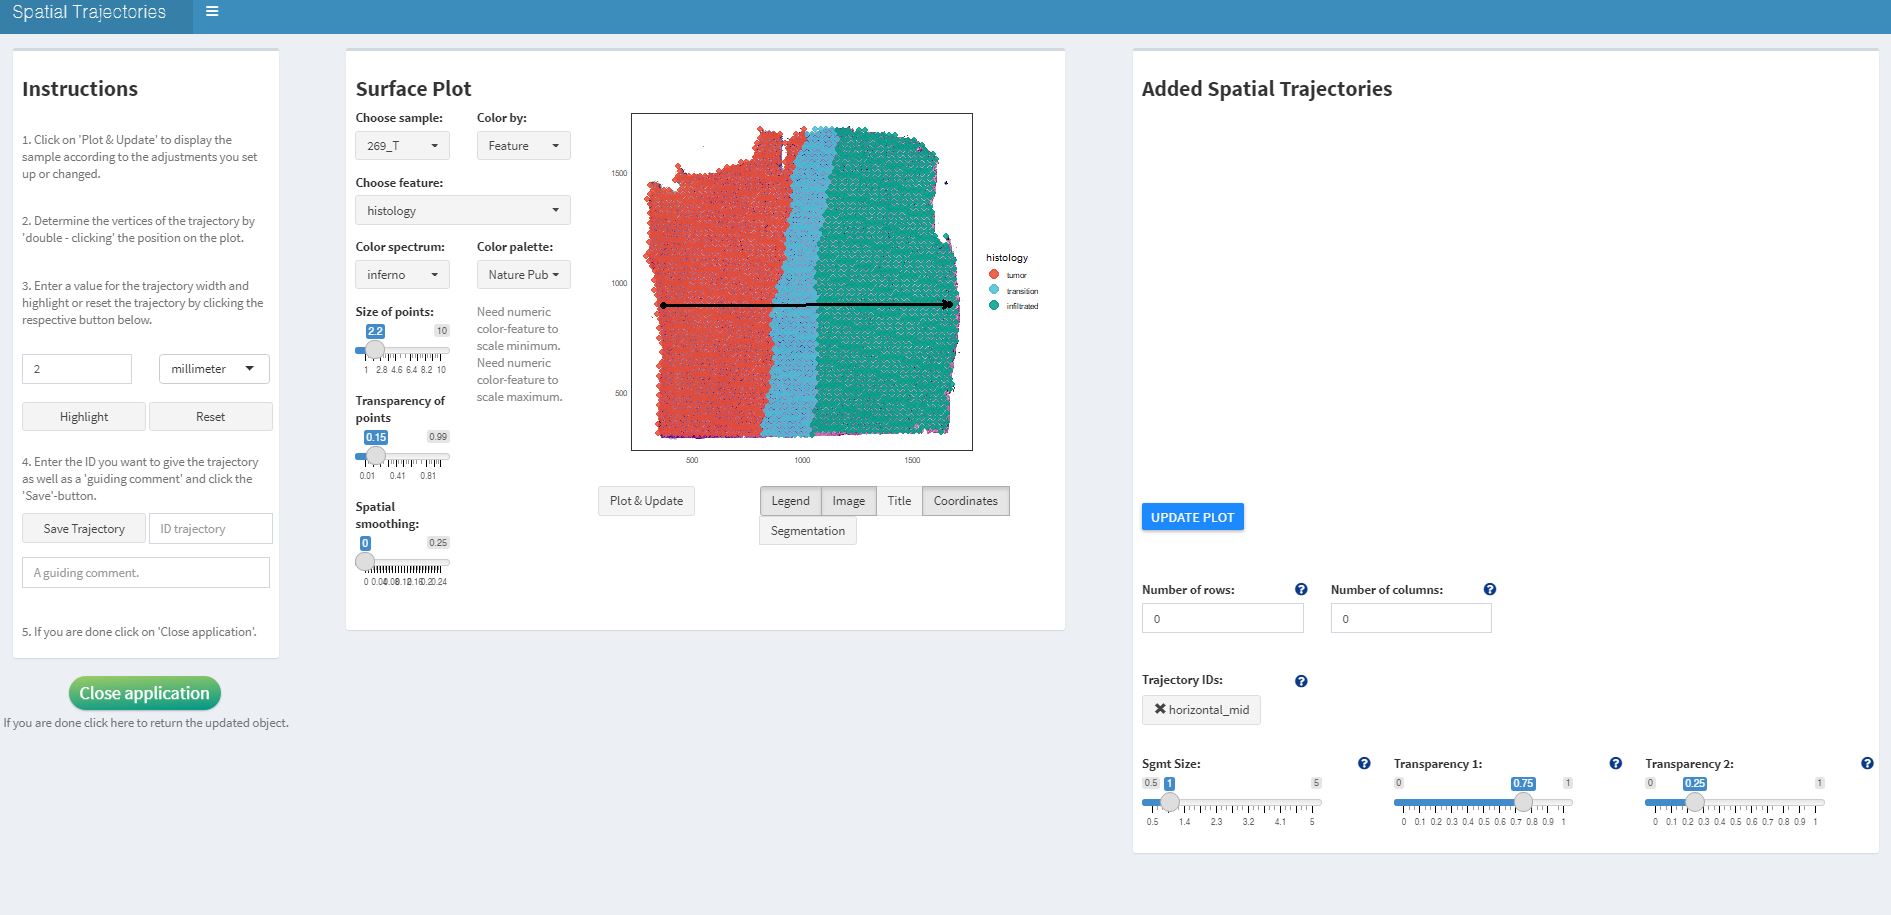 Spatial Trajectories
Instructions
1. Click on 'Plot & Update' to display the
sample according to the adjustments you set
up or changed.
2. Determine the vertices of the trajectory by
'double - clicking' the position on the plot.
3. Enter a value for the trajectory width and
highlight or reset the trajectory by clicking the
respective button below.
2
millimeter
Highlight
Reset
4. Enter the ID you want to give the trajectory
as well as a 'guiding comment' and click the
'Save'-button.
Save Trajectory
ID trajectory
A guiding comment.
5. If you are done click on 'Close application'.
Close application
If you are done click here to return the updated object.
Surface Plot
Choose sample:
269_T
Color by:
Feature
Choose feature:
histology
Color spectrum:
inferno
Color palette:
Nature Pub
Size of points:
2.2 10
1 2.8 4.6 6.4 8.2 10
Need numeric
color-feature to
scale minimum.
Need numeric
color-feature to
scale maximum.
Transparency of
points
0.15 0.99
0.01 0.41 0.81
Spatial
smoothing:
0 0.25
0 0.04 0.08 0.12 0.16 0.2 0.24
1500
1000
500
500 1000 1500
histology
tumor
transition
infiltrated
Plot & Update
Legend Image Title Coordinates
Segmentation
Added Spatial Trajectories
UPDATE PLOT
Number of rows: ?
0
Number of columns: ?
0
Trajectory IDs: ?
horizontal_mid
Sgmt Size: ?
0.5 1 5
0.5 1.4 2.3 3.2 4.1 5
Transparency 1: ?
0 0.75 1
0 0.1 0.2 0.3 0.4 0.5 0.6 0.7 0.8 0.9 1
Transparency 2: ?
0 0.25 1
0 0.1 0.2 0.3 0.4 0.5 0.6 0.7 0.8 0.9 1